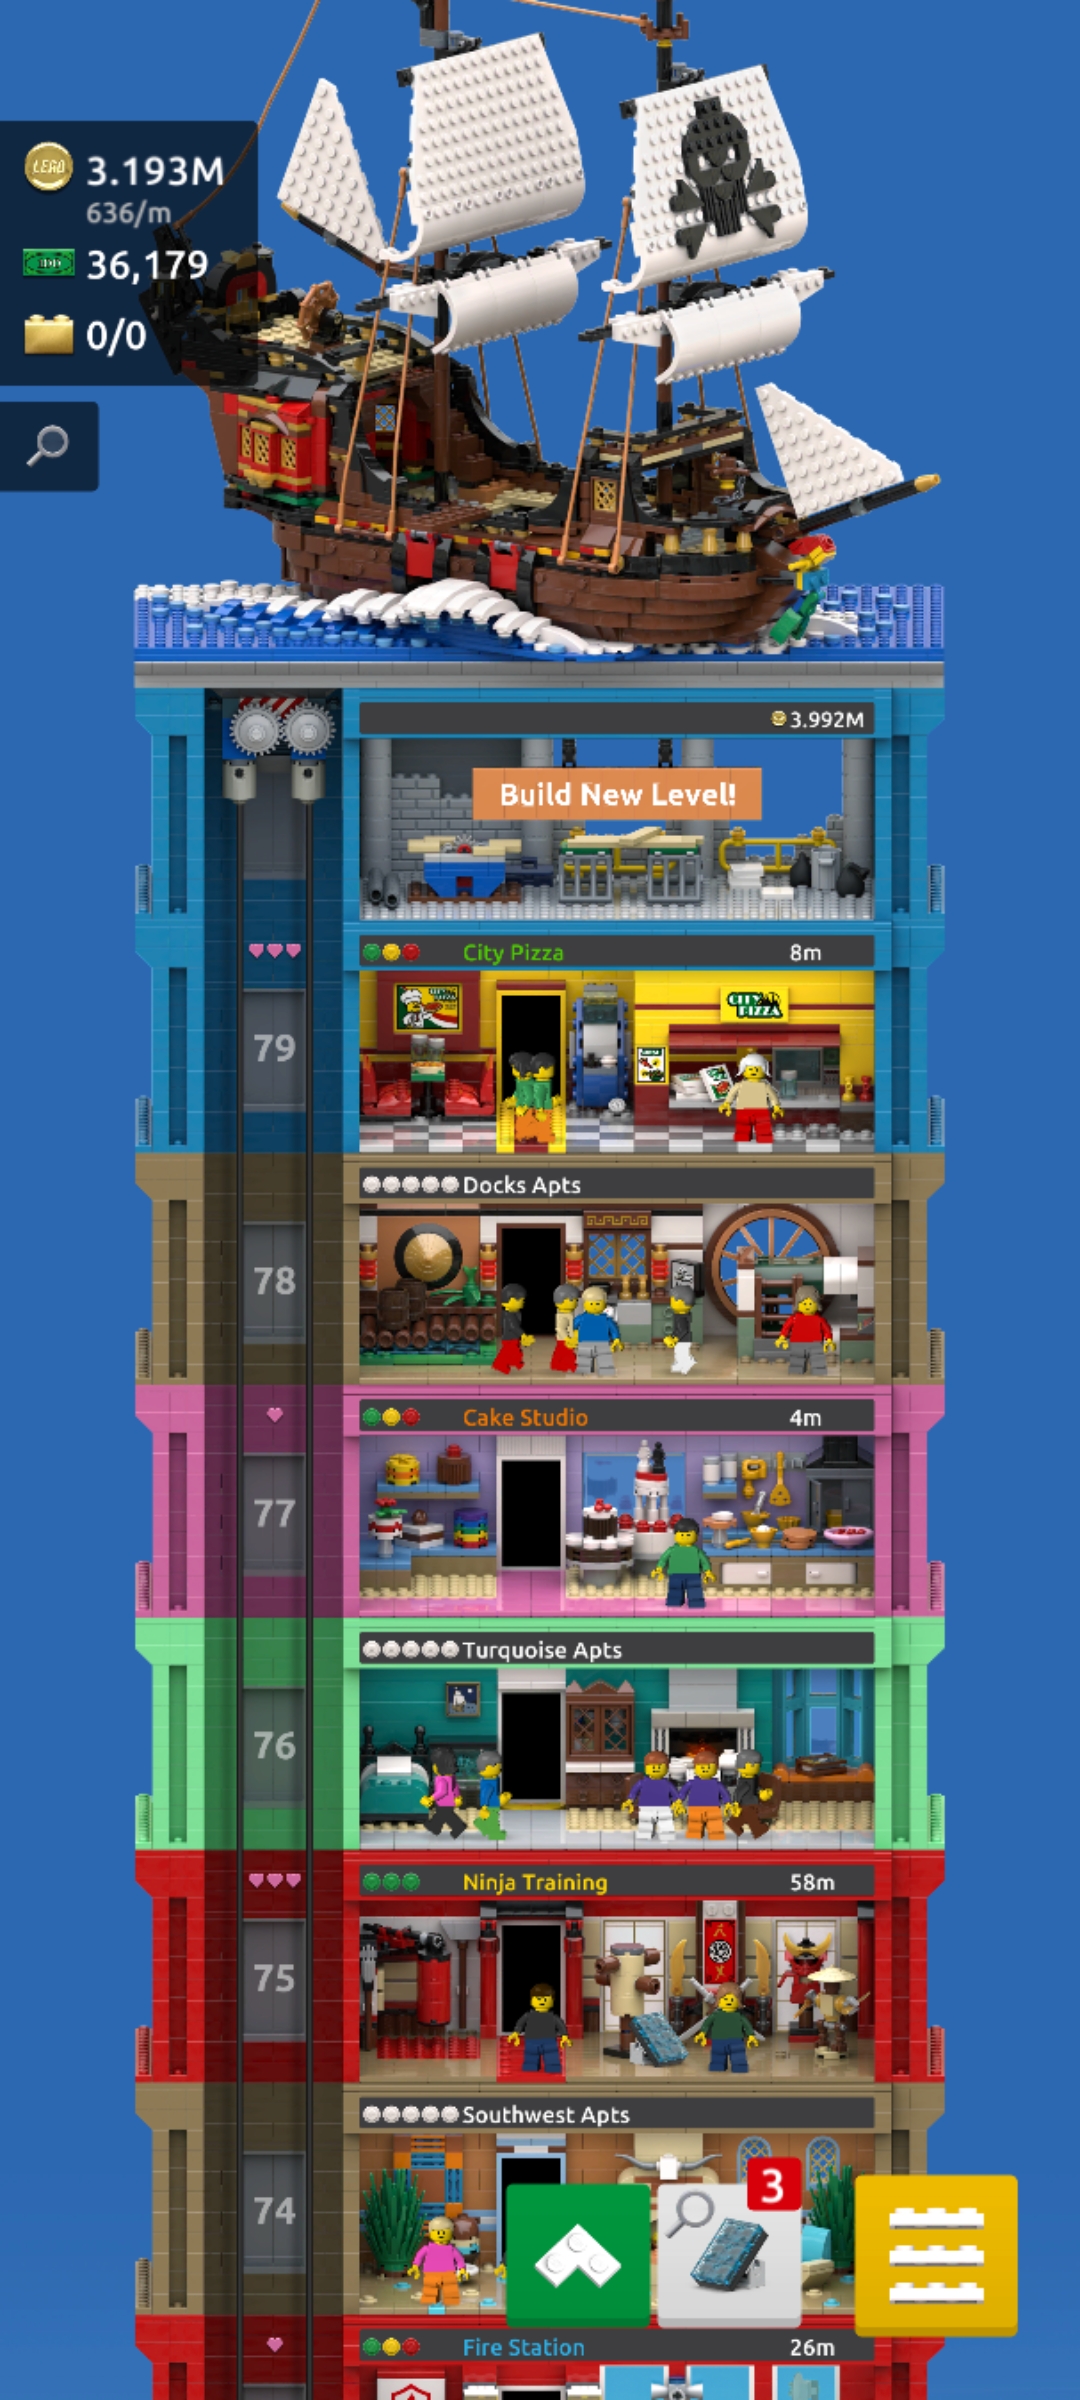 LEGO
3.193M
636/m
36,179
0/0
3.992M
Build New Level!
City Pizza
8m
CITY
PIZZA
79
Docks Apts
78
Cake Studio
4m
77
Turquoise Apts
76
Ninja Training
58m
75
Southwest Apts
74
3
Fire Station
26m